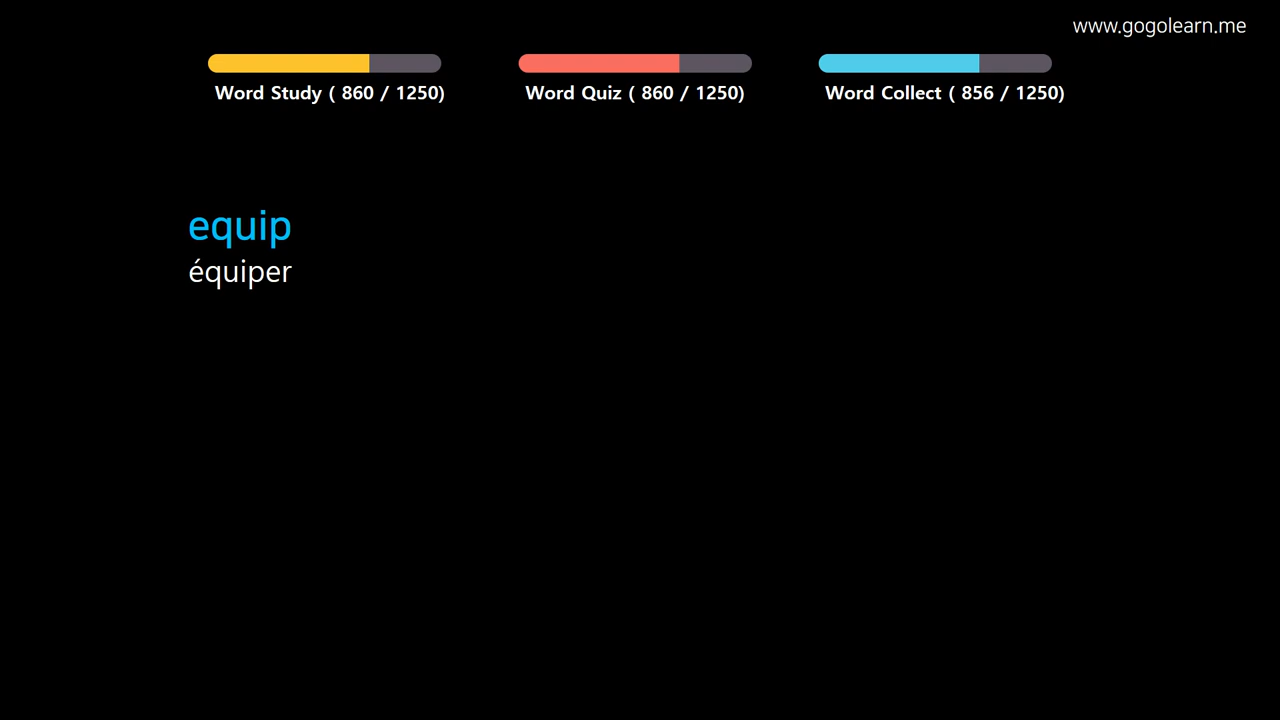 www.gogolearn.me
Word Study ( 860 / 1250)
Word Quiz ( 860 / 1250)
Word Collect ( 856 / 1250)
equip
équiper